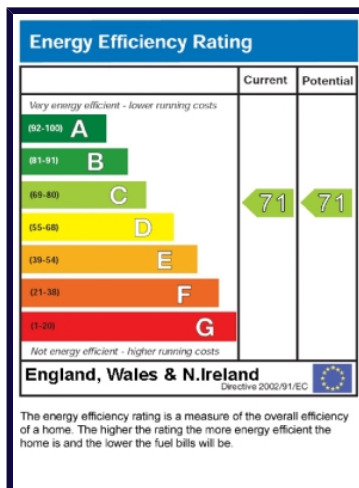 Energy Efficiency Rating
Current Potential
Very energy efficient - lower running costs
(92-100) A
(81-91) B
(69-80) C 71 71
(55-68) D
(39-54) E
(21-38) F
(1-20) G
Not energy efficient - higher running costs
England, Wales & N.Ireland
Directive 2002/91/EC
The energy efficiency rating is a measure of the overall efficiency
of a home. The higher the rating the more energy efficient the
home is and the lower the fuel bills will be.